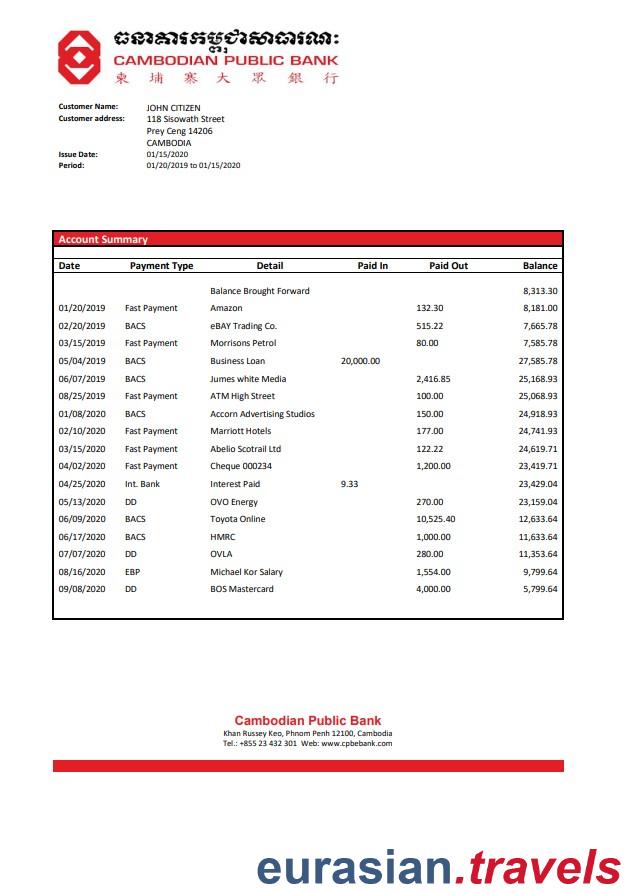 ធនាគារកម្ពុជាសាធារណៈ
CAMBODIAN PUBLIC BANK
柬埔寨大眾銀行
Customer Name: JOHN CITIZEN
Customer address: 118 Sisowath Street
Prey Ceng 14206
CAMBODIA
Issue Date: 01/15/2020
Period: 01/20/2019 to 01/15/2020
Account Summary
Date Payment Type Detail Paid In Paid Out Balance
Balance Brought Forward 8,313.30
01/20/2019 Fast Payment Amazon 132.30 8,181.00
02/20/2019 BACS eBAY Trading Co. 515.22 7,665.78
03/15/2019 Fast Payment Morrisons Petrol 80.00 7,585.78
05/04/2019 BACS Business Loan 20,000.00 27,585.78
06/07/2019 BACS Jumes white Media 2,416.85 25,168.93
08/25/2019 Fast Payment ATM High Street 100.00 25,068.93
01/08/2020 BACS Accorn Advertising Studios 150.00 24,918.93
02/10/2020 Fast Payment Marriott Hotels 177.00 24,741.93
03/15/2020 Fast Payment Abelio Scotrail Ltd 122.22 24,619.71
04/02/2020 Fast Payment Cheque 000234 1,200.00 23,419.71
04/25/2020 Int. Bank Interest Paid 9.33 23,429.04
05/13/2020 DD OVO Energy 270.00 23,159.04
06/09/2020 BACS Toyota Online 10,525.40 12,633.64
06/17/2020 BACS HMRC 1,000.00 11,633.64
07/07/2020 DD OVLA 280.00 11,353.64
08/16/2020 EBP Michael Kor Salary 1,554.00 9,799.64
09/08/2020 DD BOS Mastercard 4,000.00 5,799.64
Cambodian Public Bank
Khan Russey Keo, Phnom Penh 12100, Cambodia
Tel.: +855 23 432 301 Web: www.cpbebank.com
eurasian.travels